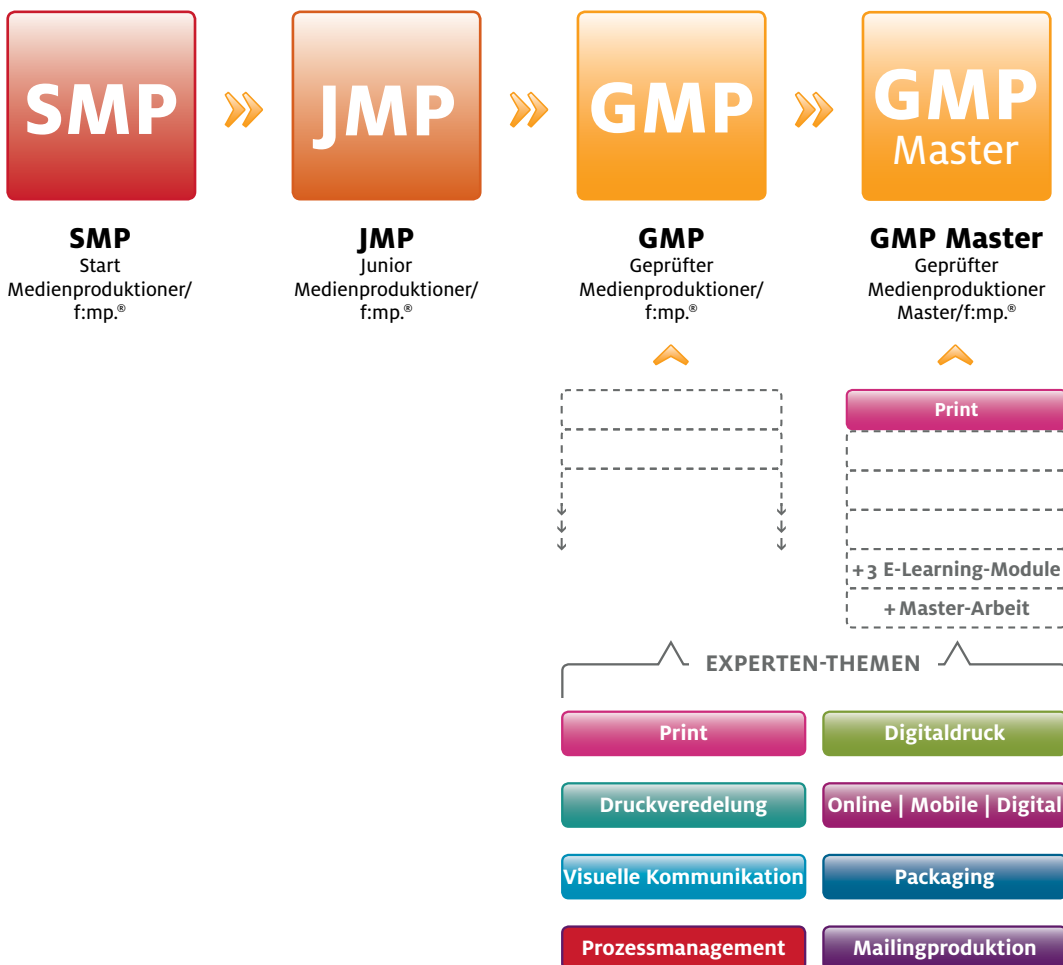 SMP
JMP
GMP
GMP
Master
SMP
Start
Medienproduktioner/
f:mp.®
JMP
Junior
Medienproduktioner/
f:mp.®
GMP
Geprüfter
Medienproduktioner/
f:mp.®
GMP Master
Geprüfter
Medienproduktioner
Master/f:mp.®
Print
+ 3 E-Learning-Module
+ Master-Arbeit
EXPERTEN-THEMEN
Print
Digitaldruck
Druckveredelung
Online | Mobile | Digital
Visuelle Kommunikation
Packaging
Prozessmanagement
Mailingproduktion